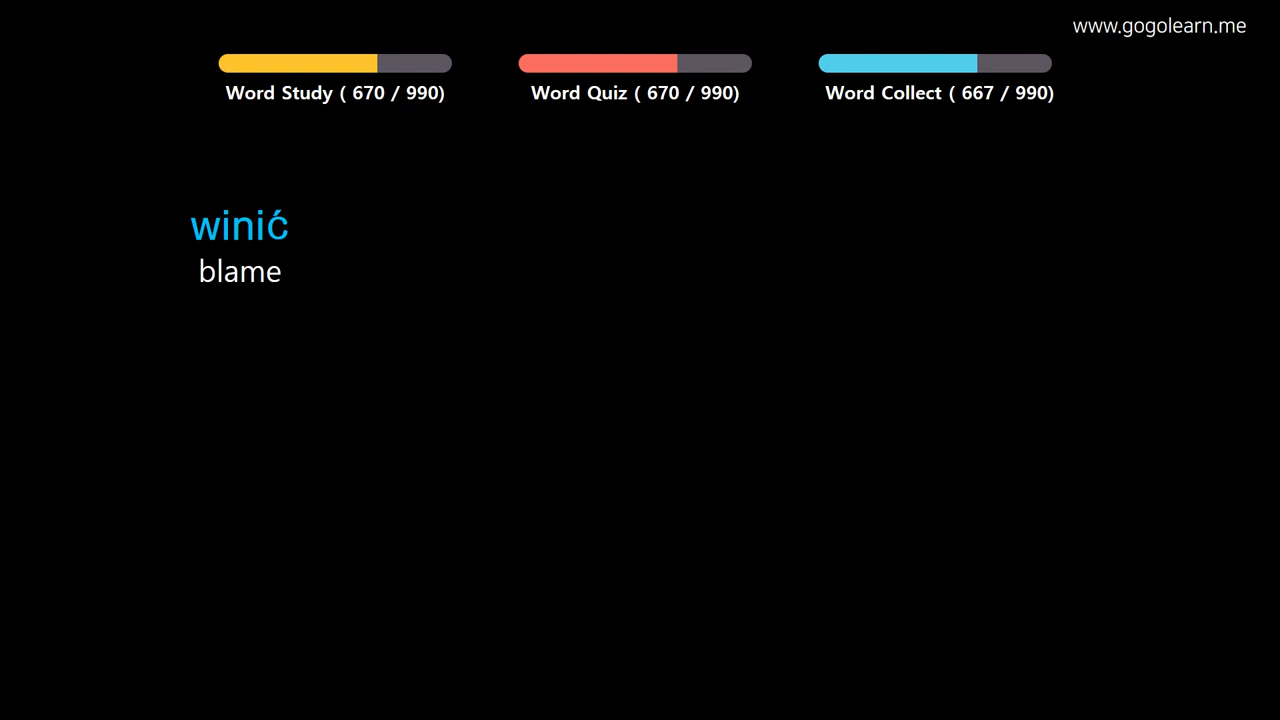 www.gogolearn.me
Word Study ( 670 / 990)
Word Quiz ( 670 / 990)
Word Collect ( 667 / 990)
winić
blame